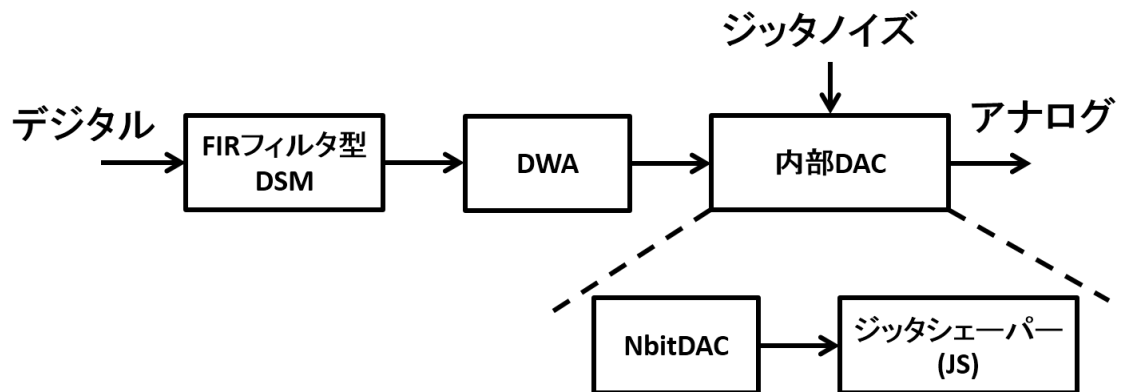 ジッタノイズ
デジタル
アナログ
FIRフィルタ型
DSM
DWA
内部DAC
NbitDAC
ジッタシェーパー
(JS)